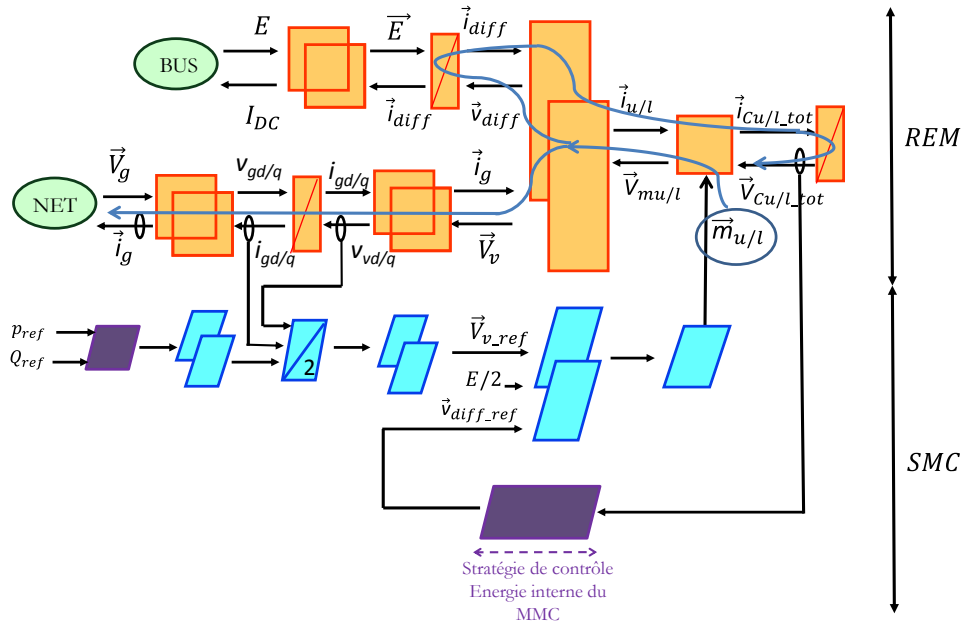 E
E⃗
i⃗_diff
BUS
I_DC
i⃗_diff
v⃗_diff
i⃗_u/l
i⃗_Cu/l_tot
REM
V⃗_g
v_gd/q
i_gd/q
i⃗_g
V⃗_mu/l
V⃗_Cu/l_tot
NET
i⃗_g
i_gd/q
v_vd/q
V⃗_v
m⃗_u/l
p_ref
Q_ref
2
V⃗_v_ref
E/2
v⃗_diff_ref
SMC
Stratégie de contrôle
Energie interne du
MMC